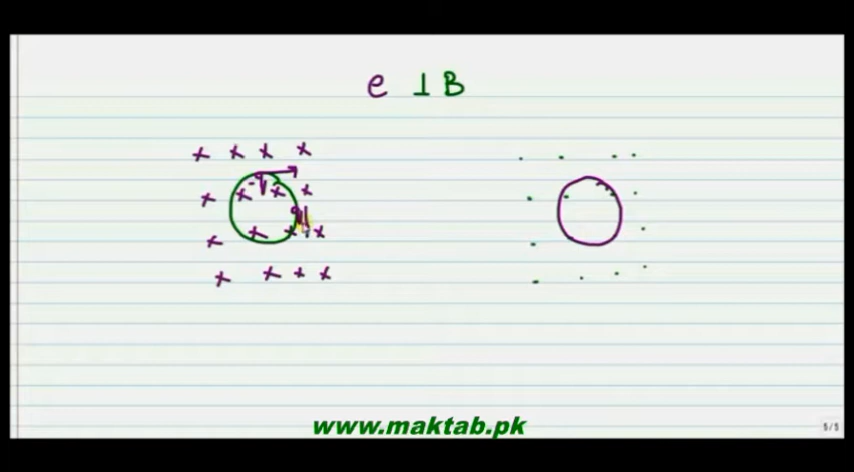 e ⊥ B
x x x x
-q
x x x x
q
x x x x
x x x x
www.maktab.pk
5/5